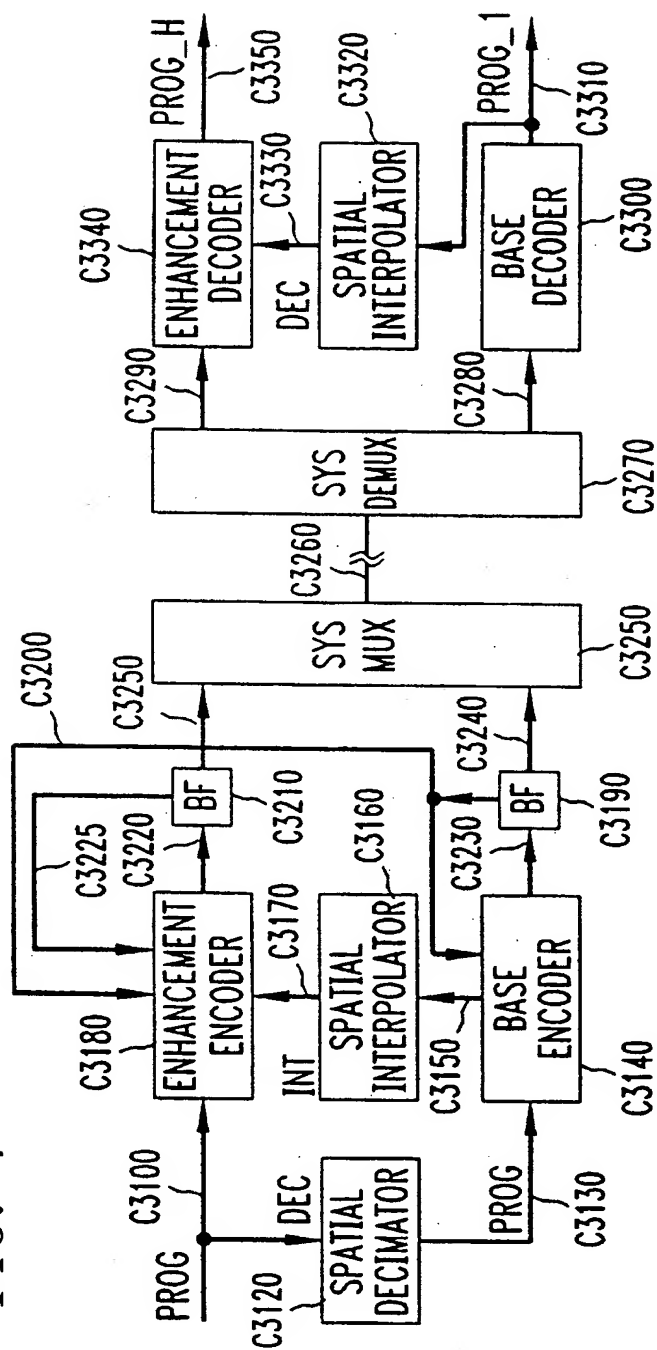 PROG
C3100
DEC
C3120
SPATIAL
DECIMATOR
PROG
C3130
C3180
ENHANCEMENT
ENCODER
C3225
C3220
C3200
C3250
BF
C3210
INT
C3170
SPATIAL
INTERPOLATOR
C3160
C3150
BASE
ENCODER
C3140
C3230
BF
C3190
C3240
SYS
MUX
C3250
C3260
SYS
DEMUX
C3270
C3290
C3280
C3340
ENHANCEMENT
DECODER
PROG_H
C3350
DEC
C3330
SPATIAL
INTERPOLATOR
C3320
BASE
DECODER
C3300
PROG_1
C3310